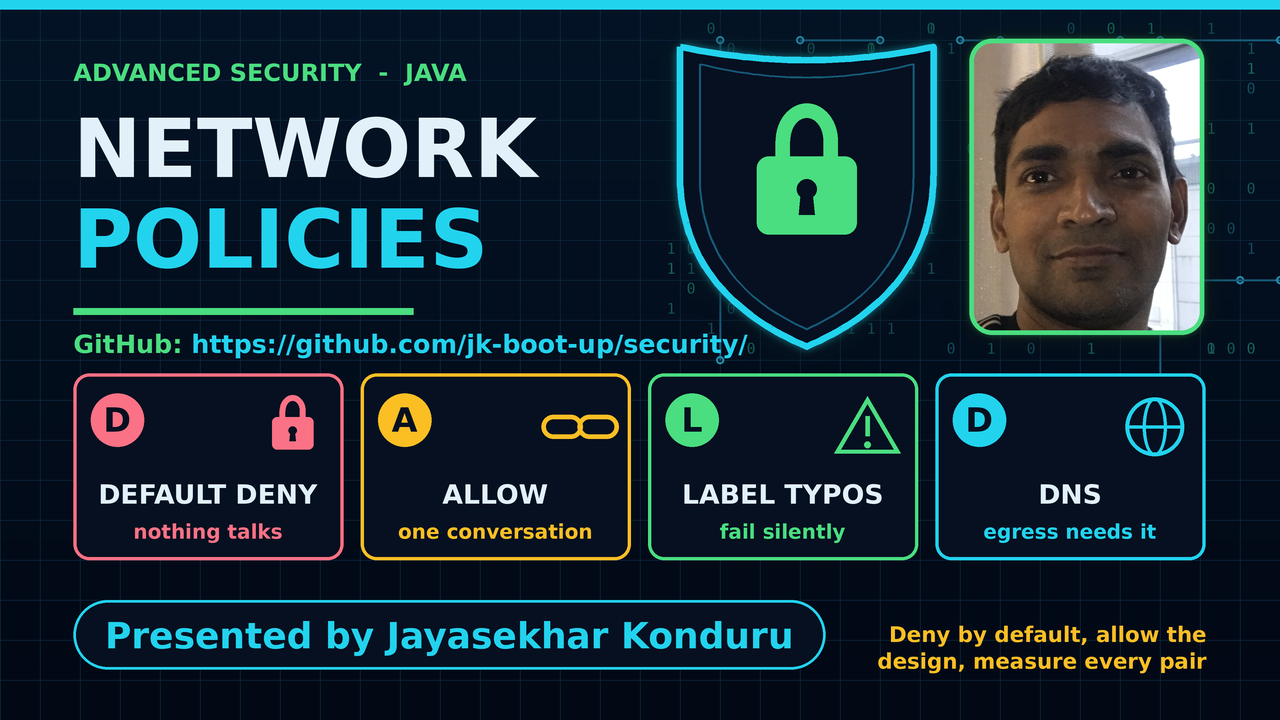 ADVANCED SECURITY - JAVA
NETWORK
POLICIES
GitHub: https://github.com/jk-boot-up/security/
D
DEFAULT DENY
nothing talks
A
ALLOW
one conversation
L
LABEL TYPOS
fail silently
D
DNS
egress needs it
Presented by Jayasekhar Konduru
Deny by default, allow the
design, measure every pair